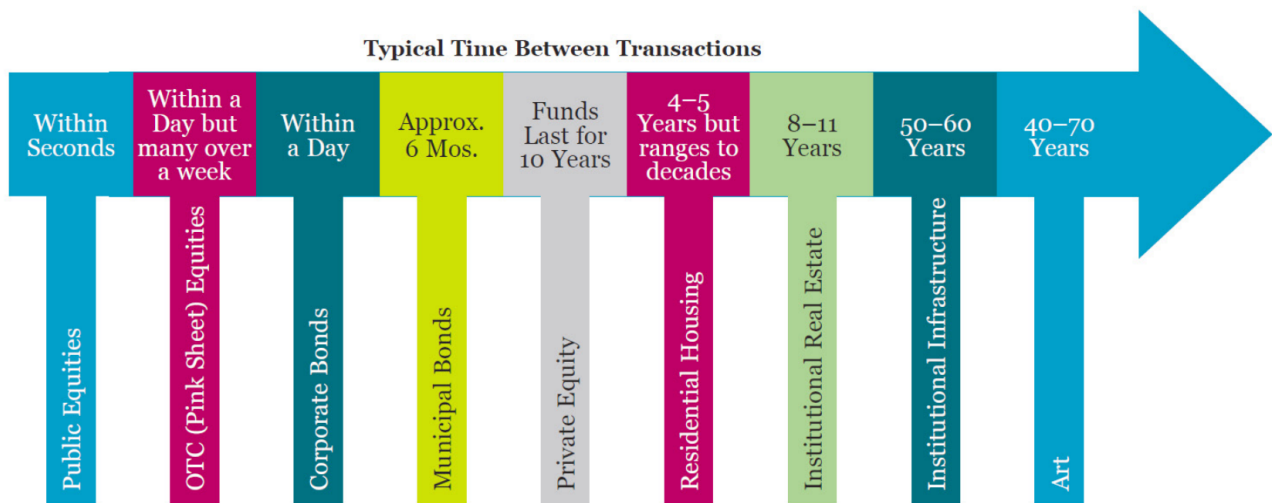 Typical Time Between Transactions
Within
Seconds
Within a
Day but
many over
a week
Within
a Day
Approx.
6 Mos.
Funds
Last for
10 Years
4–5
Years but
ranges to
decades
8–11
Years
50–60
Years
40–70
Years
Public Equities
OTC (Pink Sheet) Equities
Corporate Bonds
Municipal Bonds
Private Equity
Residential Housing
Institutional Real Estate
Institutional Infrastructure
Art